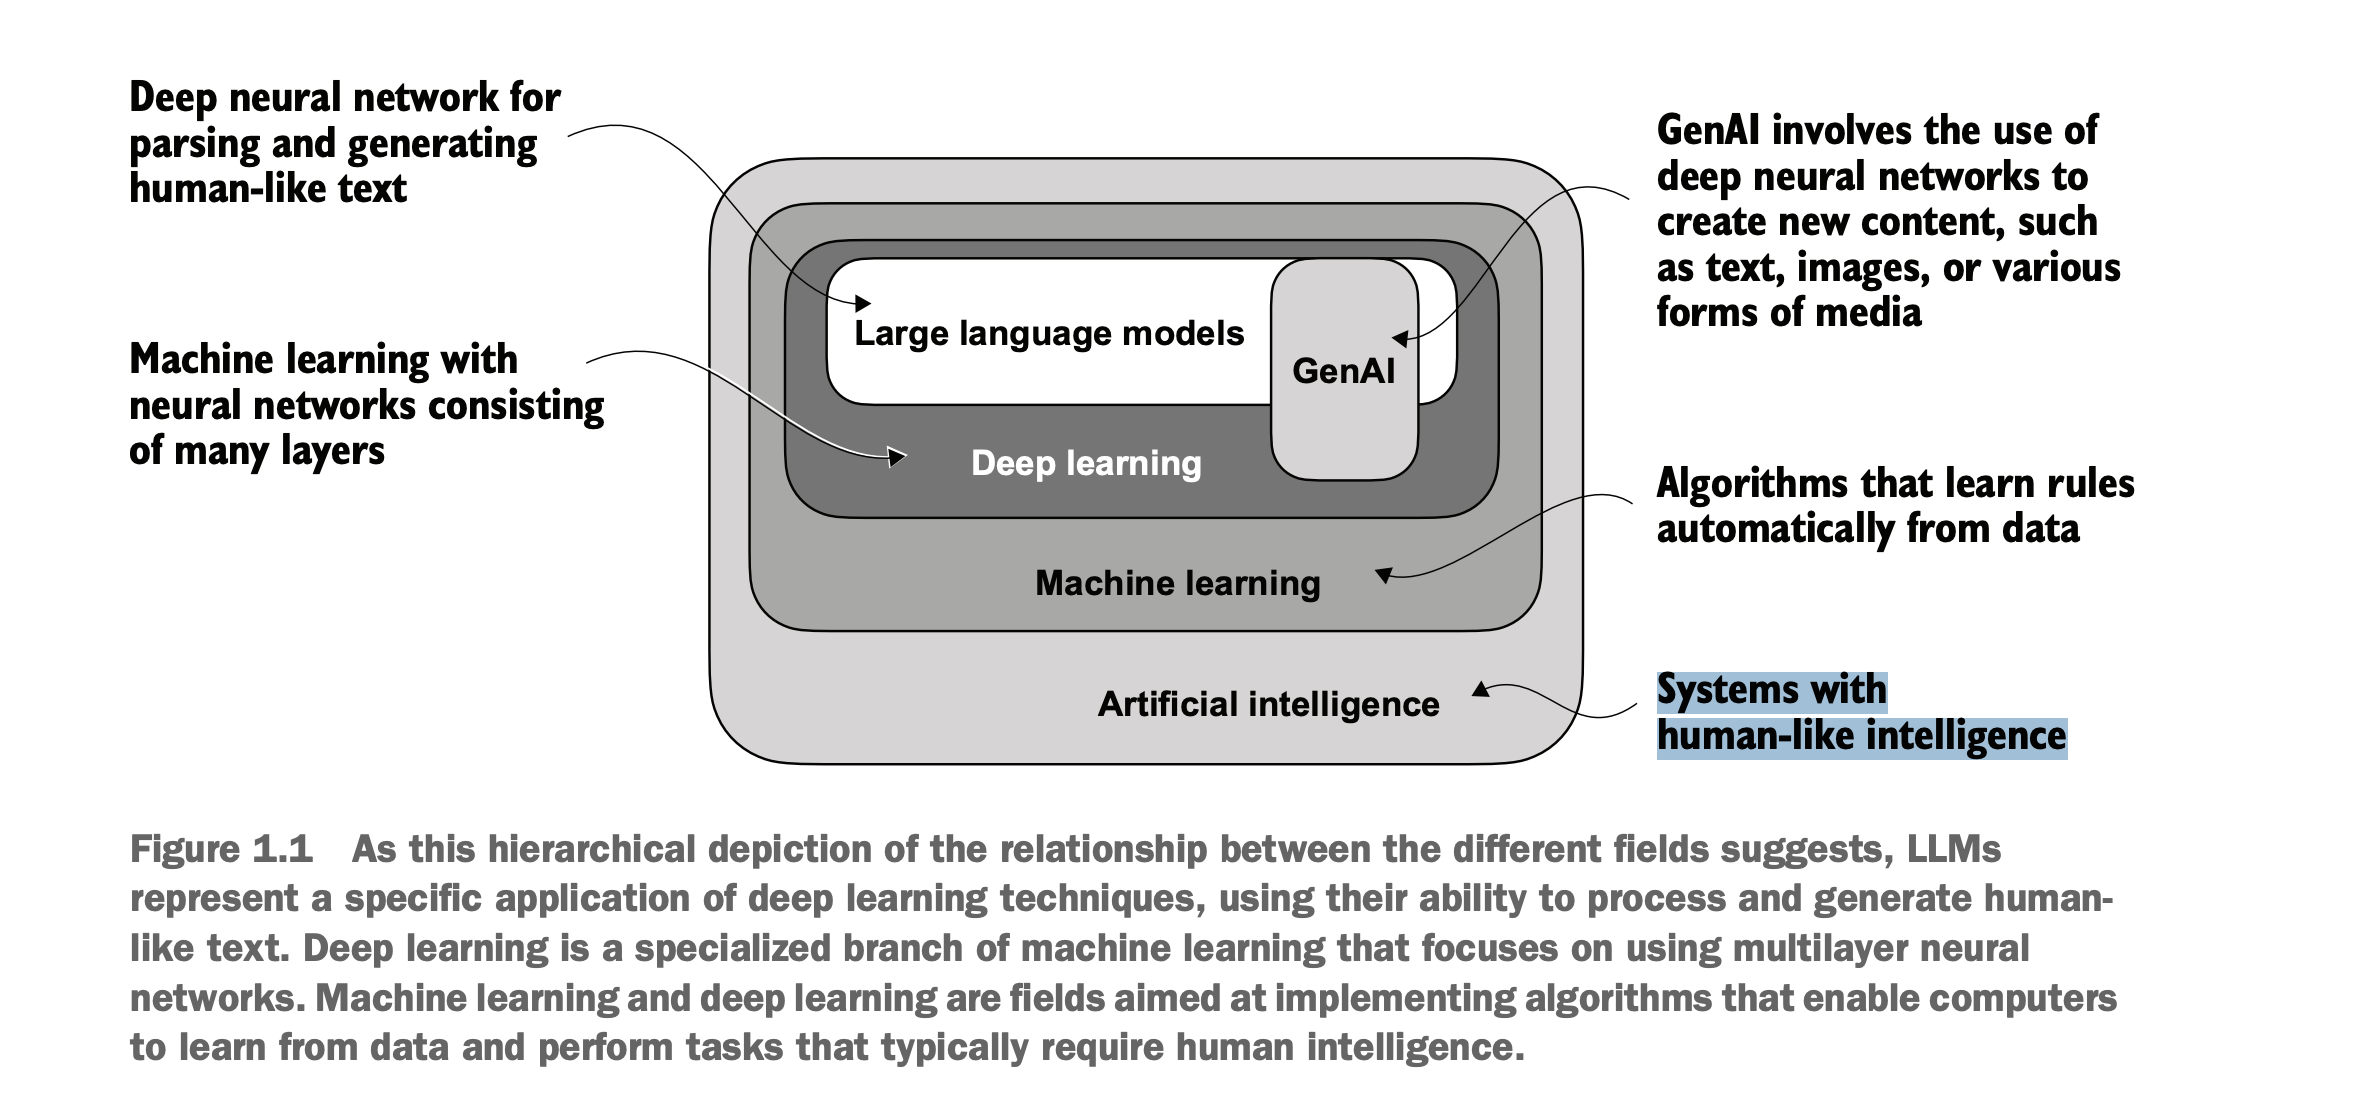 Deep neural network for
parsing and generating
human-like text
Machine learning with
neural networks consisting
of many layers
Large language models
GenAI
Deep learning
Machine learning
Artificial intelligence
GenAI involves the use of
deep neural networks to
create new content, such
as text, images, or various
forms of media
Algorithms that learn rules
automatically from data
Systems with
human-like intelligence
Figure 1.1 As this hierarchical depiction of the relationship between the different fields suggests, LLMs
represent a specific application of deep learning techniques, using their ability to process and generate human-
like text. Deep learning is a specialized branch of machine learning that focuses on using multilayer neural
networks. Machine learning and deep learning are fields aimed at implementing algorithms that enable computers
to learn from data and perform tasks that typically require human intelligence.